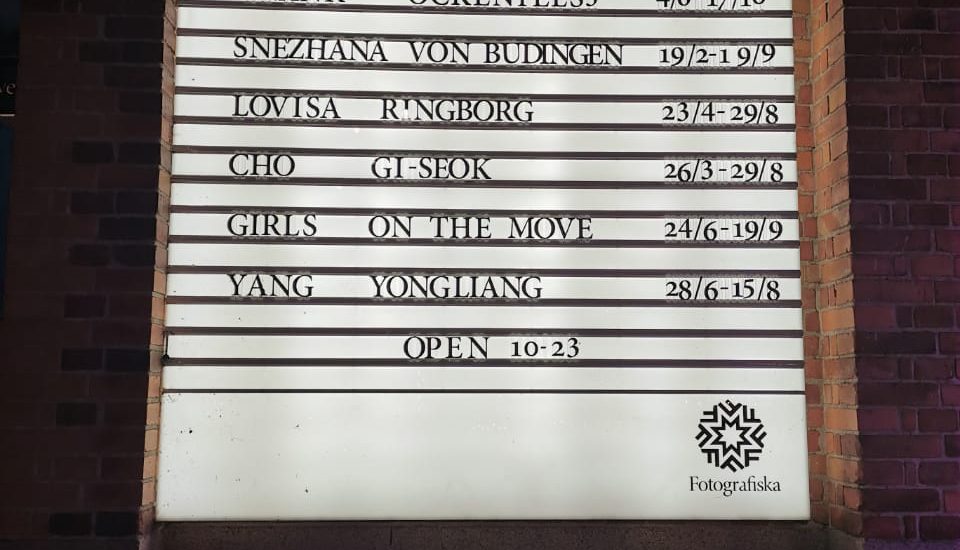 SNEZHANA VON BUDINGEN 19/2-19/9
LOVISA RINGBORG 23/4-29/8
CHO GI-SEOK 26/3-29/8
GIRLS ON THE MOVE 24/6-19/9
YANG YONGLIANG 28/6-15/8
OPEN 10-23
Fotografiska